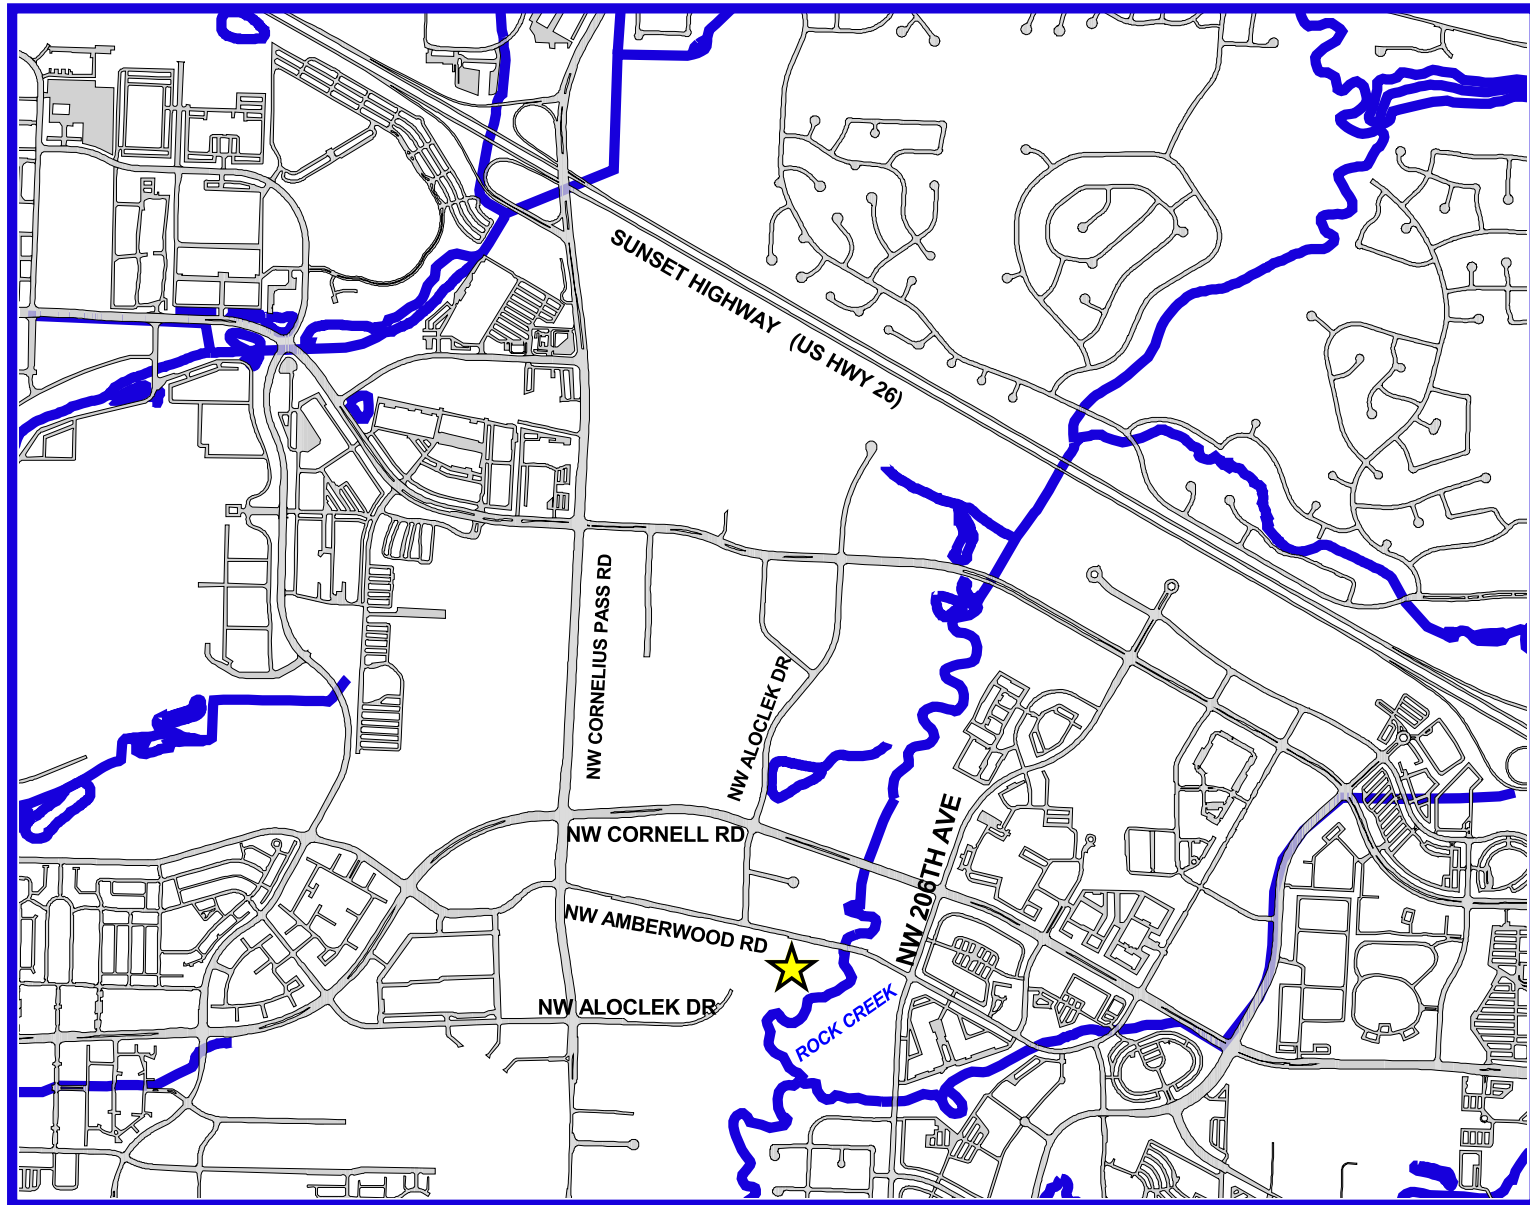 SUNSET HIGHWAY (US HWY 26)
NW CORNELIUS PASS RD
NW ALOCLEK DR
NW CORNELL RD
NW 206TH AVE
NW AMBERWOOD RD
NW ALOCLEK DR
ROCK CREEK